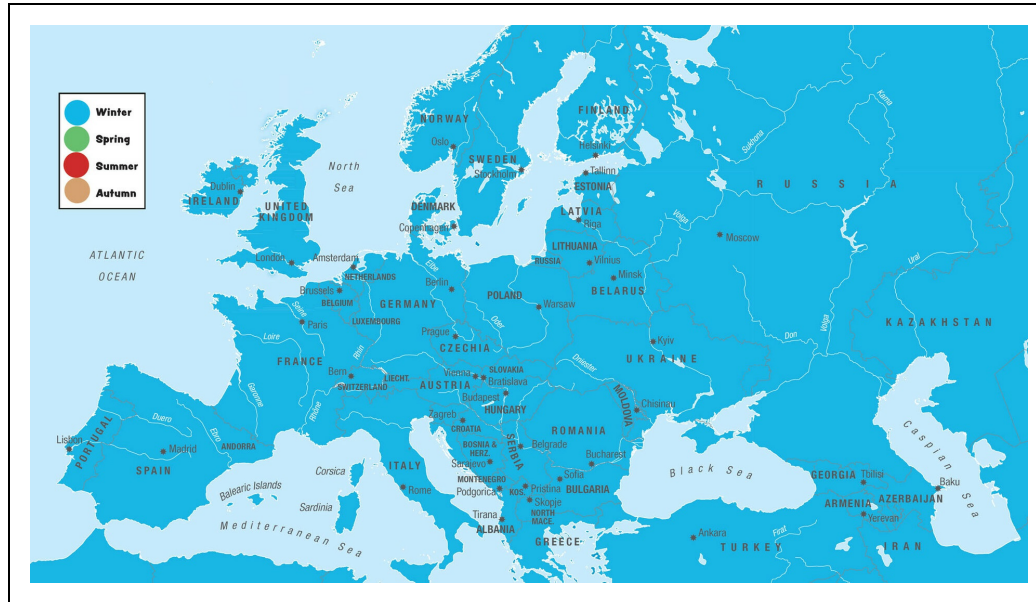 Winter
Spring
Summer
Autumn
NORWAY
Oslo
SWEDEN
Stockholm
FINLAND
Helsinki
Tallinn
ESTONIA
Sukhona
Kama
RUSSIA
North
Sea
Dublin
IRELAND
UNITED
KINGDOM
London
DENMARK
Copenhagen
LATVIA
Riga
LITHUANIA
RUSSIA
Vilnius
Minsk
BELARUS
Volga
Moscow
ATLANTIC
OCEAN
Amsterdam
NETHERLANDS
Brussels
BELGIUM
LUXEMBOURG
Elbe
Berlin
GERMANY
POLAND
Warsaw
Oder
Prague
CZECHIA
Ural
KAZAKHSTAN
Don
Volga
Kyiv
UKRAINE
Dniester
Seine
Paris
Loire
FRANCE
Rhin
Bern
SWITZERLAND
LIECHT.
Garonne
Rhône
Vienna
AUSTRIA
SLOVAKIA
Bratislava
Budapest
HUNGARY
MOLDOVA
Chisinau
ROMANIA
Bucharest
Zagreb
CROATIA
BOSNIA &
HERZ.
Sarajevo
SERBIA
Belgrade
MONTENEGRO
Podgorica
KOS.
Pristina
Skopje
NORTH
MACE.
Sofia
BULGARIA
Tirana
ALBANIA
GREECE
PORTUGAL
Lisbon
Duero
Madrid
SPAIN
Ebro
ANDORRA
Balearic Islands
Corsica
Sardinia
ITALY
Rome
Mediterranean Sea
Black Sea
Caspian Sea
GEORGIA
Tbilisi
ARMENIA
Yerevan
AZERBAIJAN
Baku
Ankara
TURKEY
Firat
IRAN